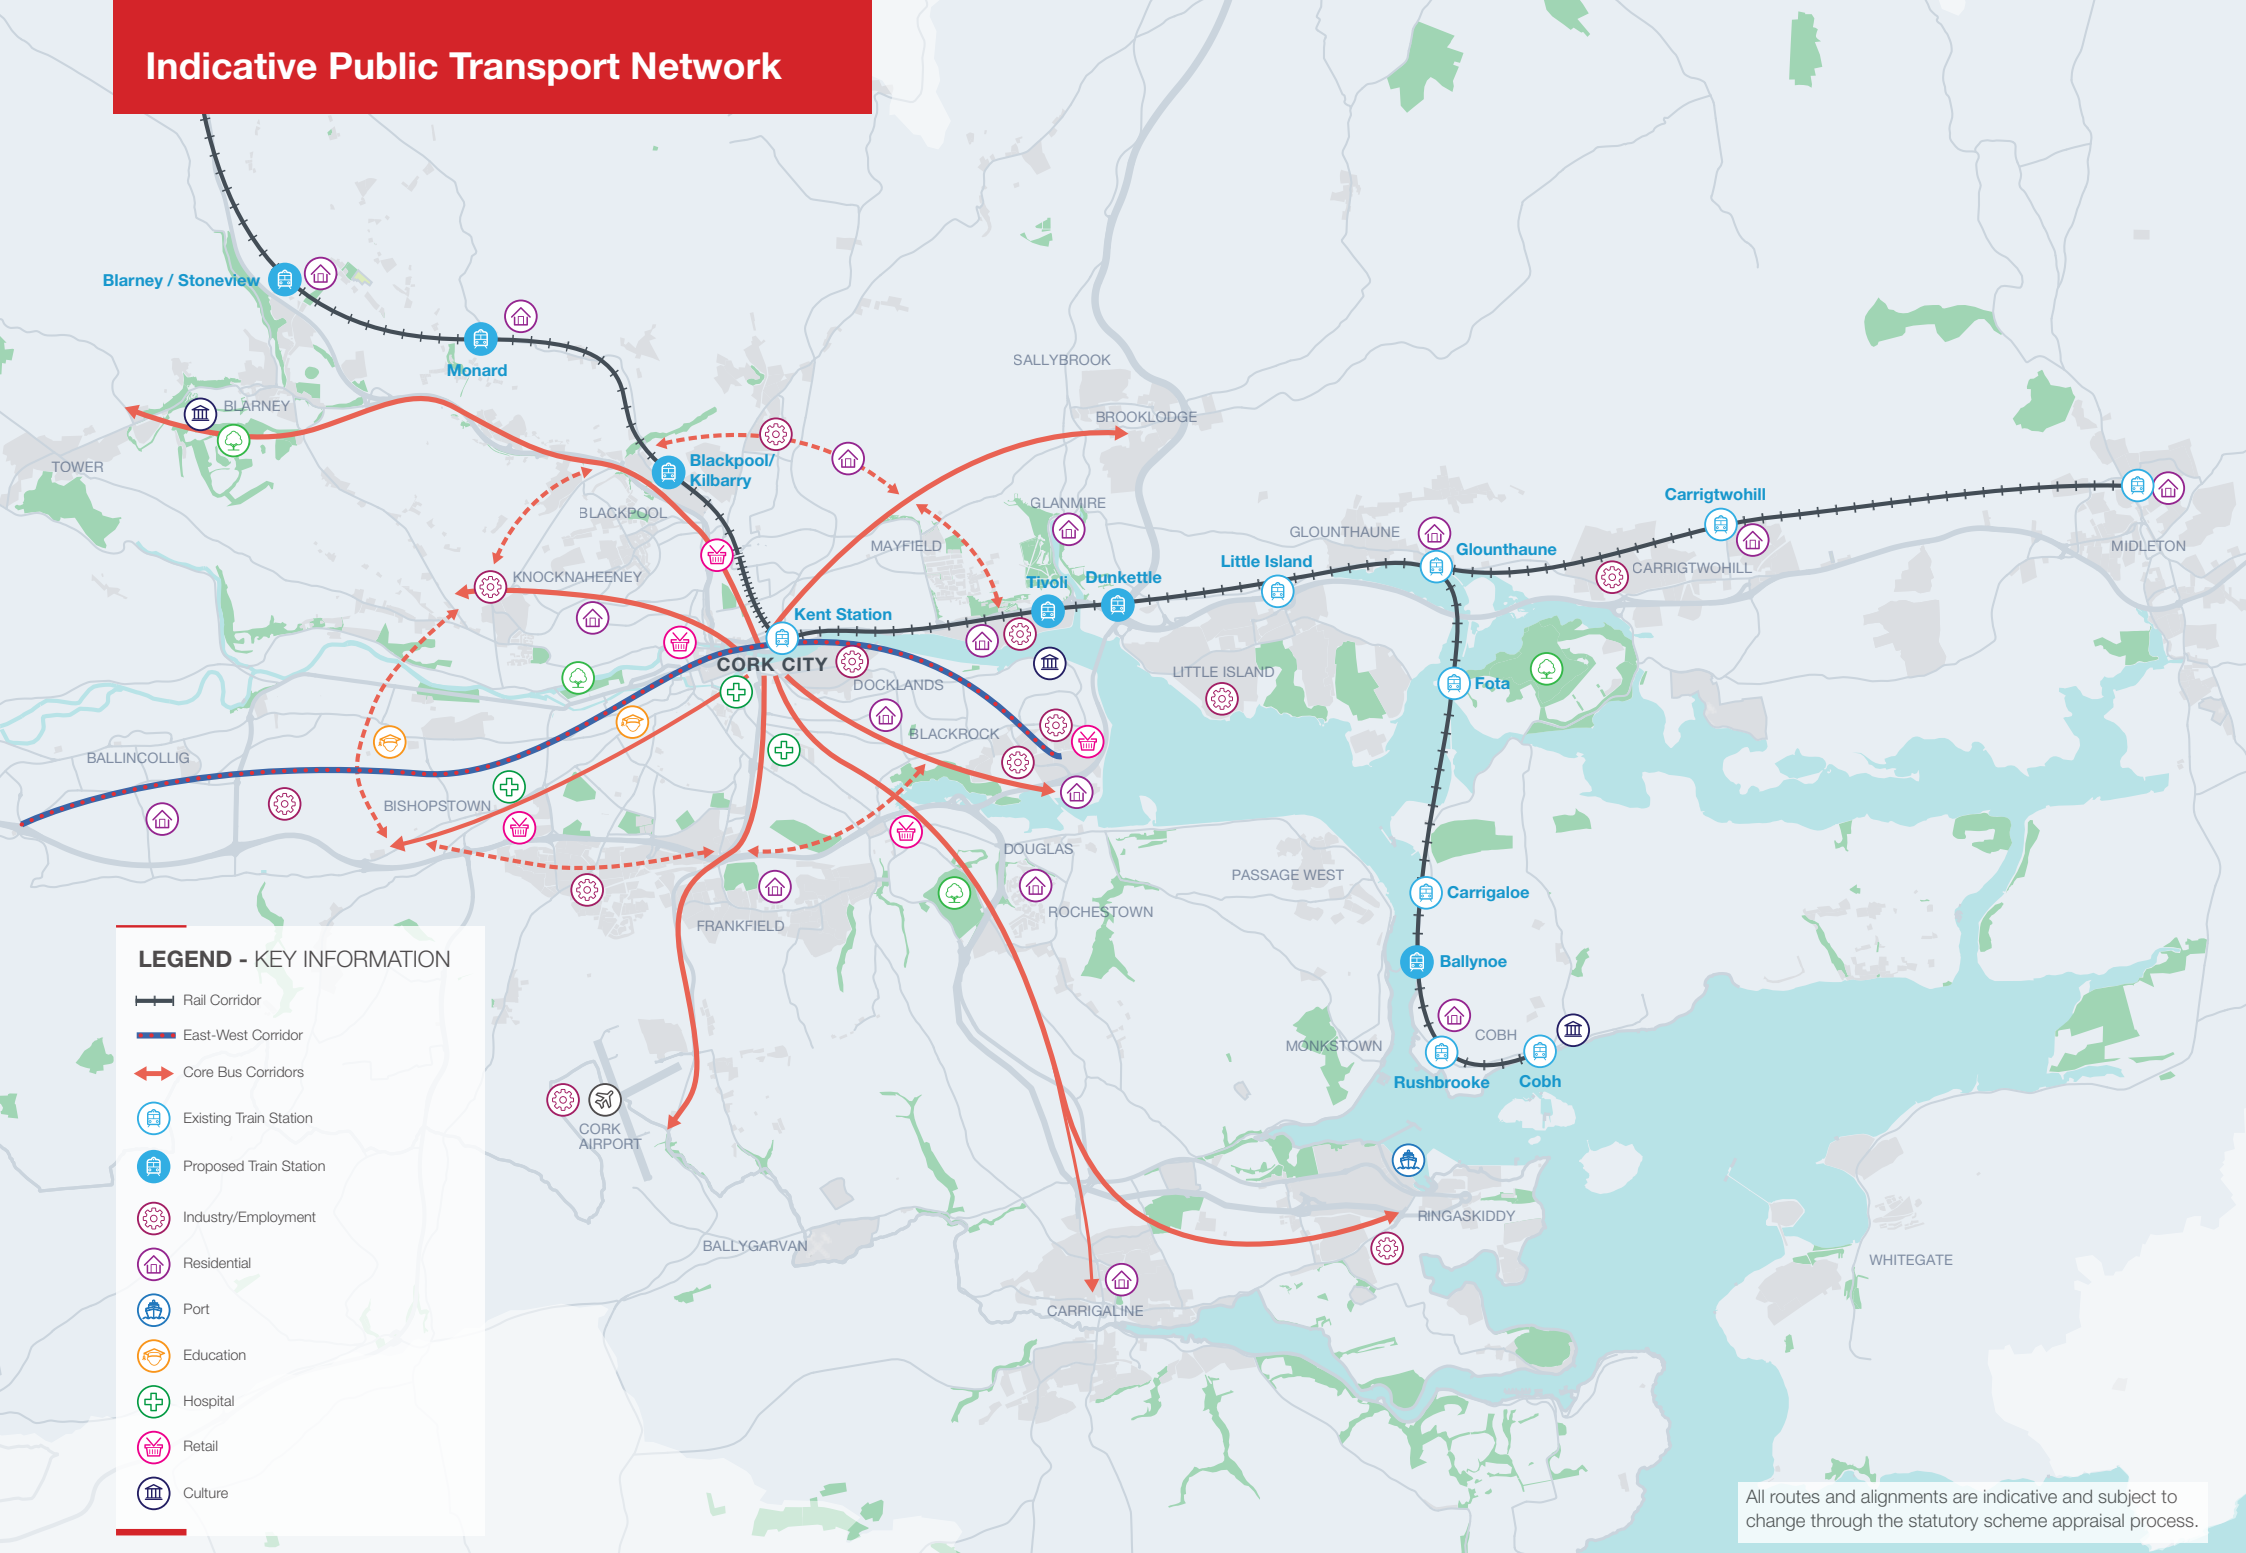 Indicative Public Transport Network
Blarney / Stoneview
Monard
SALLYBROOK
BROOKLODGE
BLARNEY
TOWER
Blackpool/
Kilbarry
BLACKPOOL
GLANMIRE
MAYFIELD
GLOUNTHAUNE
Carrigtwohill
Glounthaune
CARRIGTWOHILL
MIDLETON
Little Island
Tivoli
Dunkettle
KNOCKNAHEENEY
Kent Station
CORK CITY
DOCKLANDS
LITTLE ISLAND
Fota
BLACKROCK
BALLINCOLLIG
BISHOPSTOWN
DOUGLAS
PASSAGE WEST
Carrigaloe
ROCHESTOWN
FRANKFIELD
Ballynoe
COBH
MONKSTOWN
Rushbrooke
Cobh
CORK
AIRPORT
RINGASKIDDY
BALLYGARVAN
WHITEGATE
CARRIGALINE
LEGEND - KEY INFORMATION
Rail Corridor
East-West Corridor
Core Bus Corridors
Existing Train Station
Proposed Train Station
Industry/Employment
Residential
Port
Education
Hospital
Retail
Culture
All routes and alignments are indicative and subject to
change through the statutory scheme appraisal process.